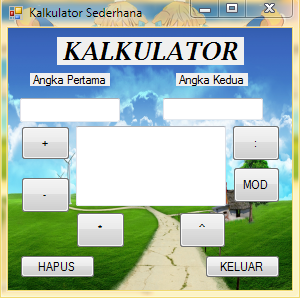 Kalkulator Sederhana
KALKULATOR
Angka Pertama Angka Kedua
+ :
- MOD
* ^
HAPUS KELUAR